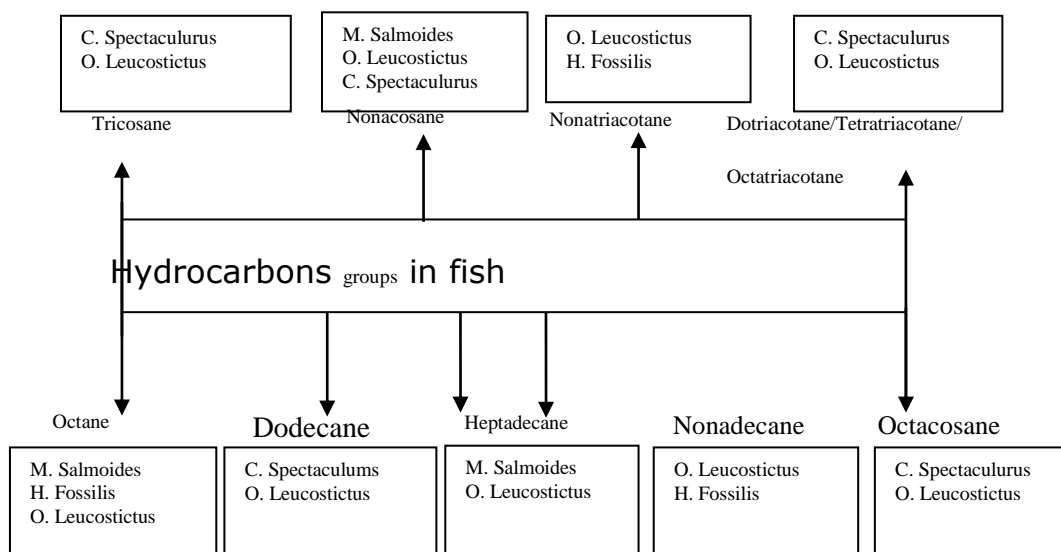 C. Spectaculurus
O. Leucostictus
Tricosane
M. Salmoides
O. Leucostictus
C. Spectaculurus
Nonacosane
O. Leucostictus
H. Fossilis
Nonatriacotane
C. Spectaculurus
O. Leucostictus
Dotriacotane/Tetratriacotane/
Octatriacotane
Hydrocarbons groups in fish
Octane
M. Salmoides
H. Fossilis
O. Leucostictus
Dodecane
C. Spectaculums
O. Leucostictus
Heptadecane
M. Salmoides
O. Leucostictus
Nonadecane
O. Leucostictus
H. Fossilis
Octacosane
C. Spectaculurus
O. Leucostictus